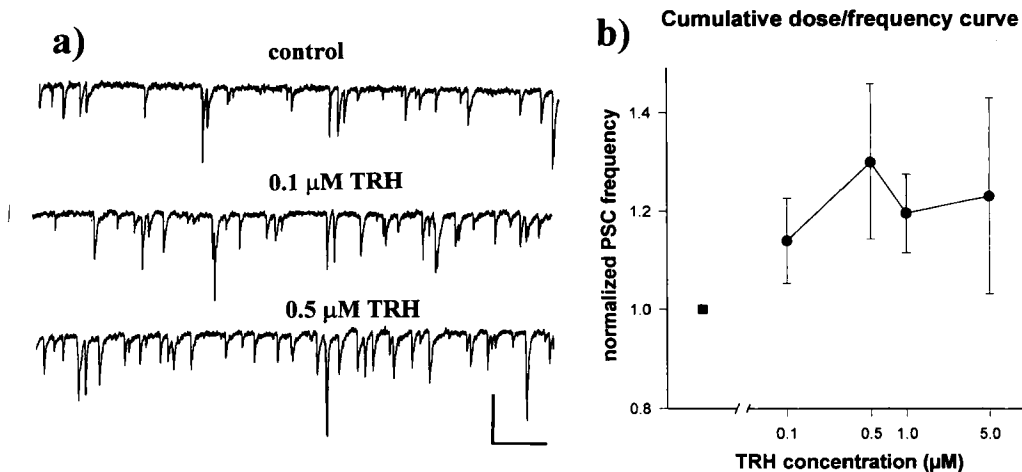 a)
control
0.1 µM TRH
0.5 µM TRH
b)
Cumulative dose/frequency curve
normalized PSC frequency
1.4
1.2
1.0
0.8
0.1
0.5
1.0
5.0
TRH concentration (µM)